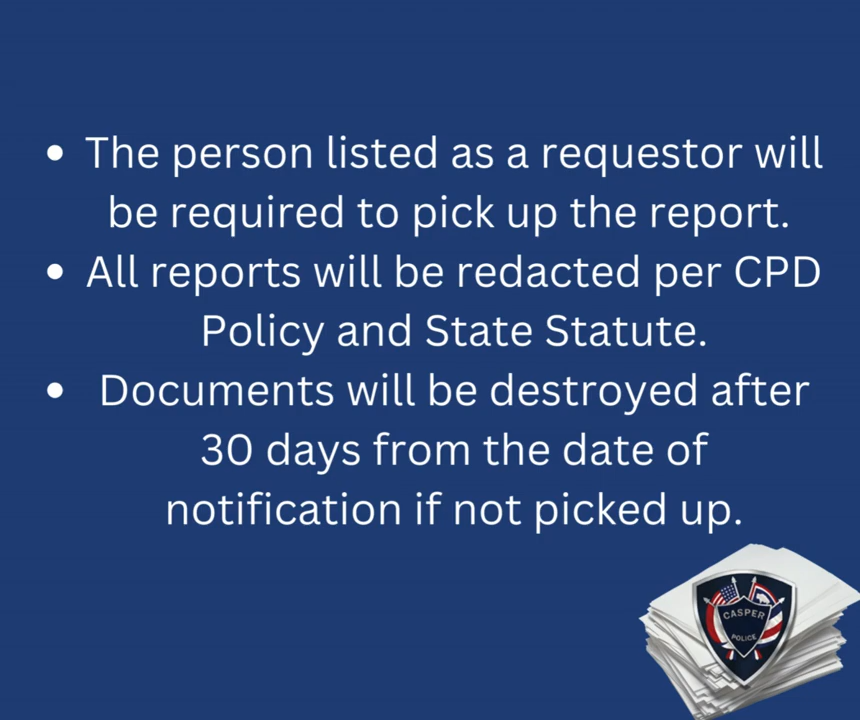 • The person listed as a requestor will
be required to pick up the report.
• All reports will be redacted per CPD
Policy and State Statute.
• Documents will be destroyed after
30 days from the date of
notification if not picked up.
CASPER
POLICE